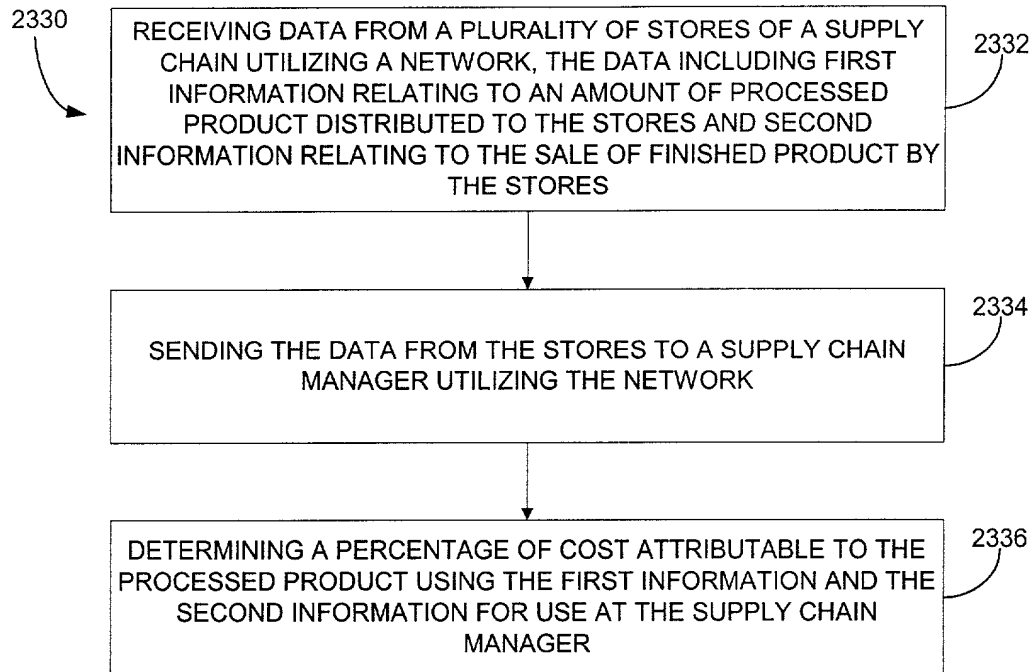 2330
RECEIVING DATA FROM A PLURALITY OF STORES OF A SUPPLY
CHAIN UTILIZING A NETWORK, THE DATA INCLUDING FIRST
INFORMATION RELATING TO AN AMOUNT OF PROCESSED
PRODUCT DISTRIBUTED TO THE STORES AND SECOND
INFORMATION RELATING TO THE SALE OF FINISHED PRODUCT BY
THE STORES
2332
SENDING THE DATA FROM THE STORES TO A SUPPLY CHAIN
MANAGER UTILIZING THE NETWORK
2334
DETERMINING A PERCENTAGE OF COST ATTRIBUTABLE TO THE
PROCESSED PRODUCT USING THE FIRST INFORMATION AND THE
SECOND INFORMATION FOR USE AT THE SUPPLY CHAIN
MANAGER
2336